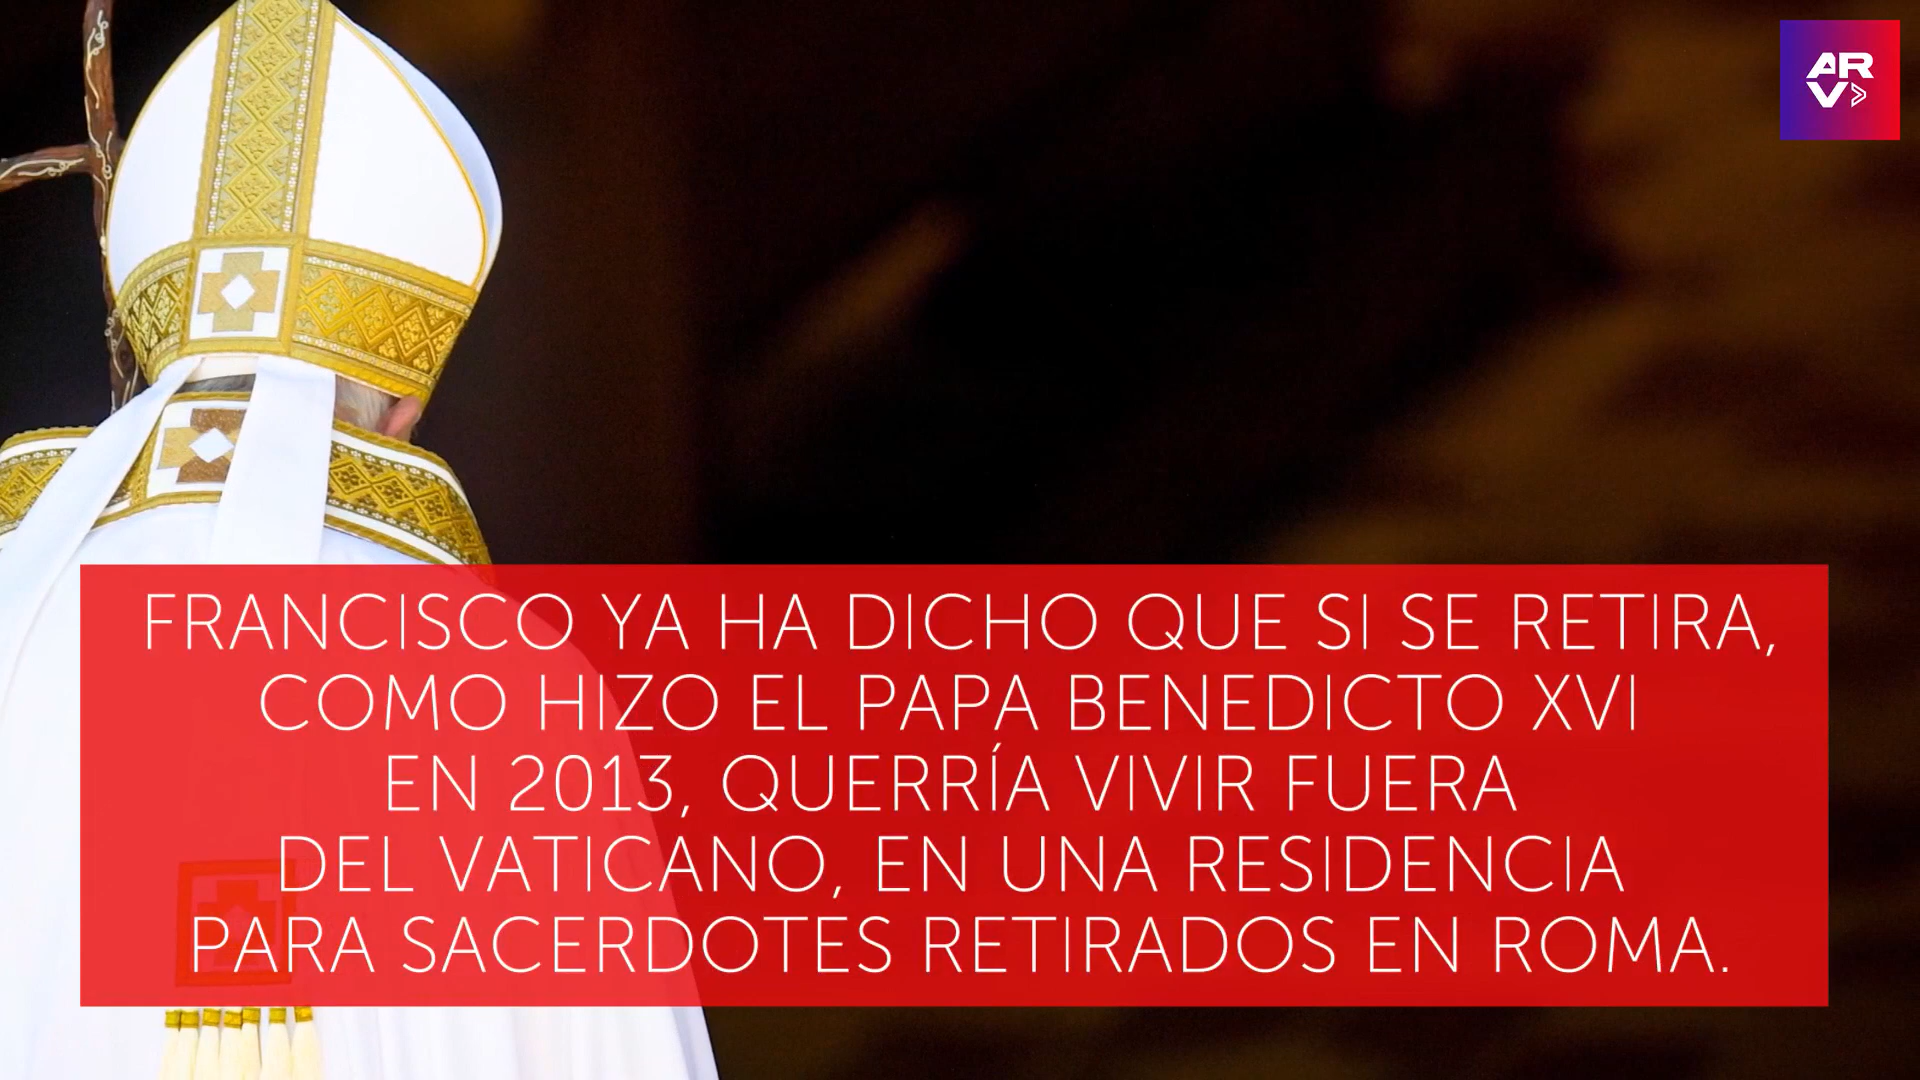 ARV
FRANCISCO YA HA DICHO QUE SI SE RETIRA,
COMO HIZO EL PAPA BENEDICTO XVI
EN 2013, QUERRÍA VIVIR FUERA
DEL VATICANO, EN UNA RESIDENCIA
PARA SACERDOTES RETIRADOS EN ROMA.